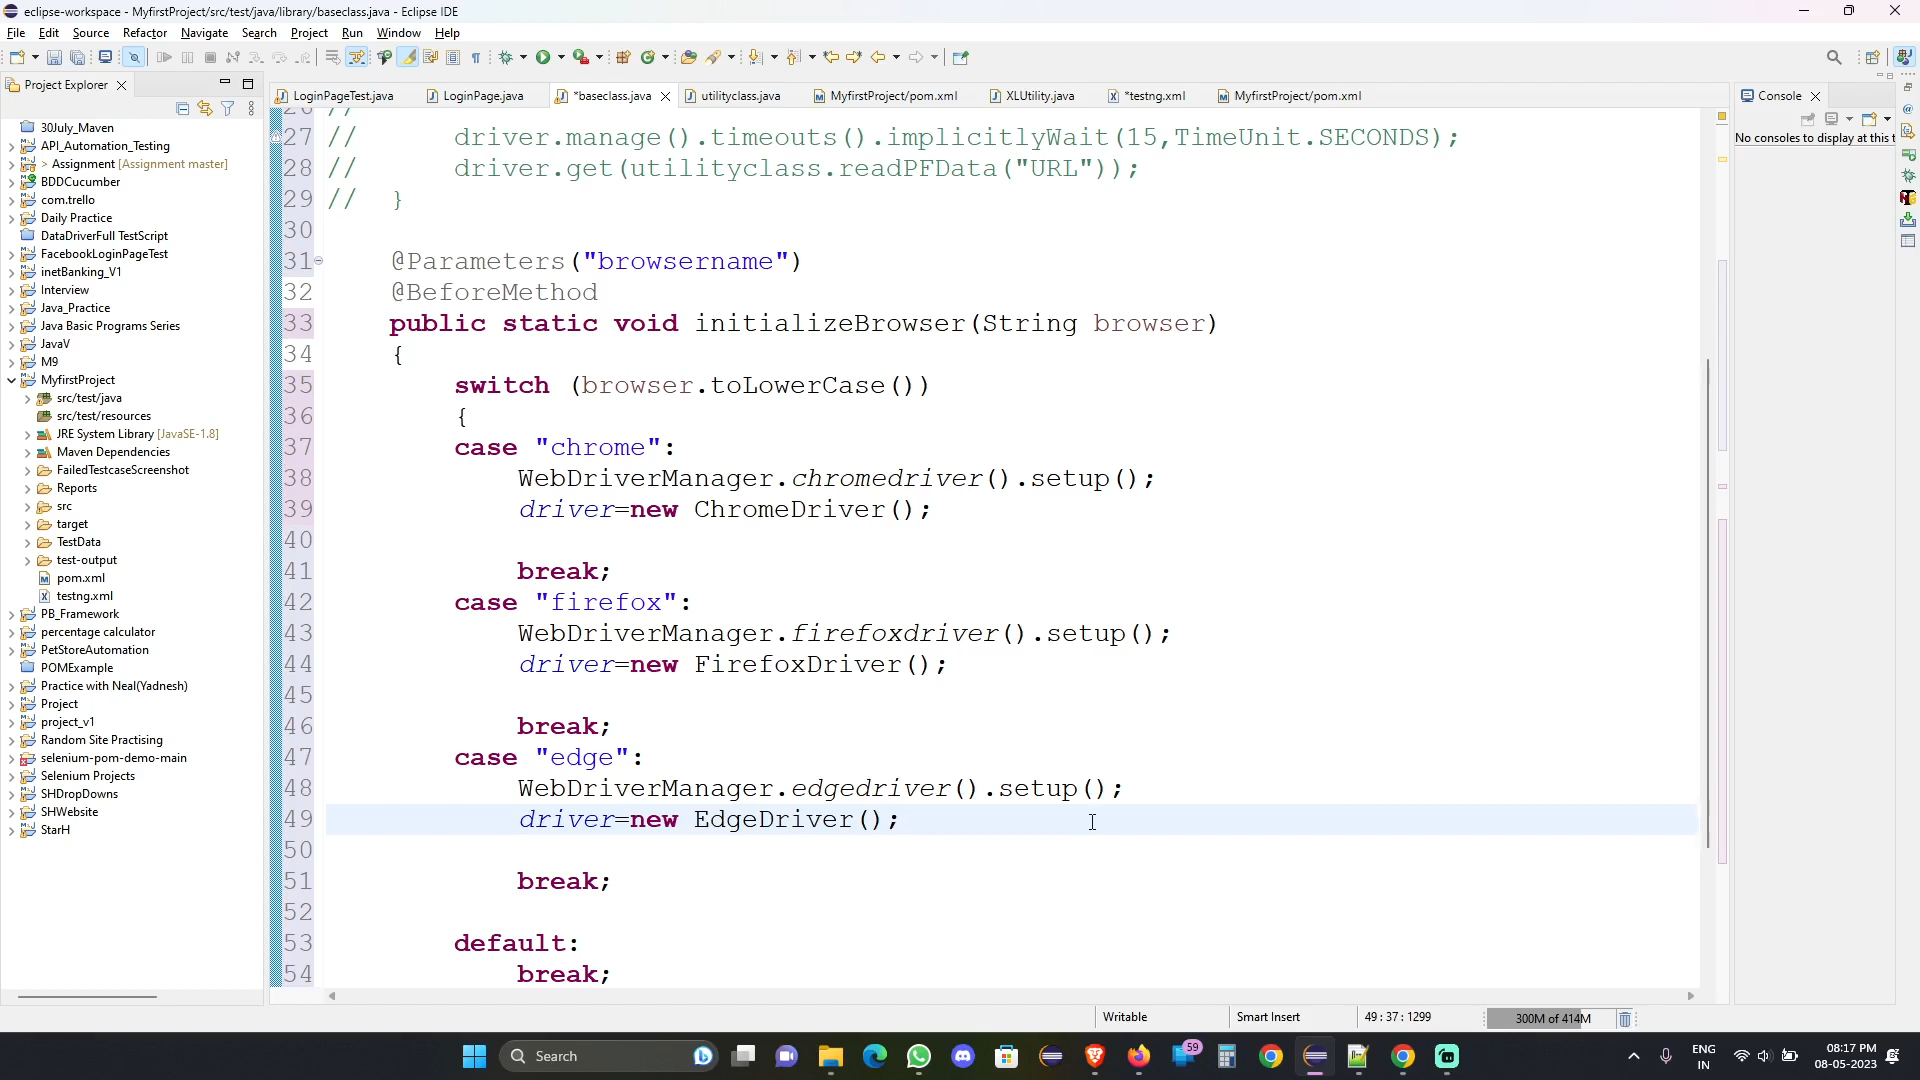 eclipse-workspace - MyfirstProject/src/test/java/library/baseclass.java - Eclipse IDE
File Edit Source Refactor Navigate Search Project Run Window Help
Project Explorer
LoginPageTest.java LoginPage.java *baseclass.java utilityclass.java MyfirstProject/pom.xml XLUtility.java *testng.xml MyfirstProject/pom.xml
Console
No consoles to display at this t
30July_Maven
API_Automation_Testing
> Assignment [Assignment master]
BDDCucumber
com.trello
Daily Practice
DataDriverFull TestScript
FacebookLoginPageTest
inetBanking_V1
Interview
Java_Practice
Java Basic Programs Series
JavaV
M9
MyfirstProject
src/test/java
src/test/resources
JRE System Library [JavaSE-1.8]
Maven Dependencies
FailedTestcaseScreenshot
Reports
src
target
TestData
test-output
pom.xml
testng.xml
PB_Framework
percentage calculator
PetStoreAutomation
POMExample
Practice with Neal(Yadnesh)
Project
project_v1
Random Site Practising
selenium-pom-demo-main
Selenium Projects
SHDropDowns
SHWebsite
StarH
26 //
27 // driver.manage().timeouts().implicitlyWait(15,TimeUnit.SECONDS);
28 // driver.get(utilityclass.readPFData("URL"));
29 // }
30
31 @Parameters("browsername")
32 @BeforeMethod
33 public static void initializeBrowser(String browser)
34 {
35 switch (browser.toLowerCase())
36 {
37 case "chrome":
38 WebDriverManager.chromedriver().setup();
39 driver=new ChromeDriver();
40
41 break;
42 case "firefox":
43 WebDriverManager.firefoxdriver().setup();
44 driver=new FirefoxDriver();
45
46 break;
47 case "edge":
48 WebDriverManager.edgedriver().setup();
49 driver=new EdgeDriver();
50
51 break;
52
53 default:
54 break;
Writable Smart Insert 49 : 37 : 1299 300M of 414M
Search 59 ENG IN 08:17 PM 08-05-2023